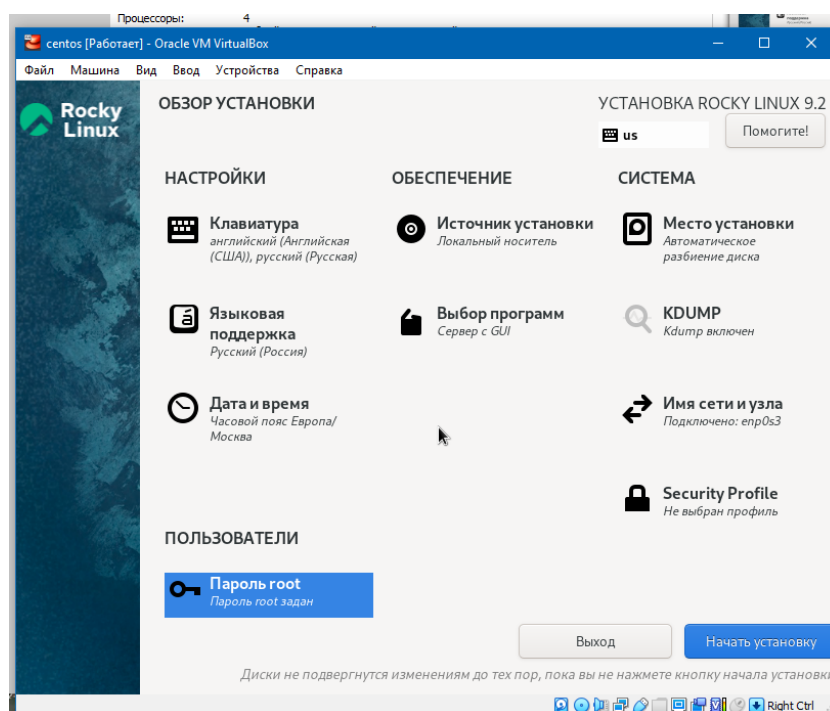 Процессоры: 4
centos [Работает] - Oracle VM VirtualBox
Файл Машина Вид Ввод Устройства Справка
Rocky
Linux
ОБЗОР УСТАНОВКИ
УСТАНОВКА ROCKY LINUX 9.2
us
Помогите!
НАСТРОЙКИ
Клавиатура
английский (Английская
(США)), русский (Русская)
Языковая
поддержка
Русский (Россия)
Дата и время
Часовой пояс Европа/
Москва
ОБЕСПЕЧЕНИЕ
Источник установки
Локальный носитель
Выбор программ
Сервер с GUI
СИСТЕМА
Место установки
Автоматическое
разбиение диска
KDUMP
Kdump включен
Имя сети и узла
Подключено: enp0s3
Security Profile
Не выбран профиль
ПОЛЬЗОВАТЕЛИ
Пароль root
Пароль root задан
Выход
Начать установку
Диски не подвергнутся изменениям до тех пор, пока вы не нажмете кнопку начала установки
Right Ctrl